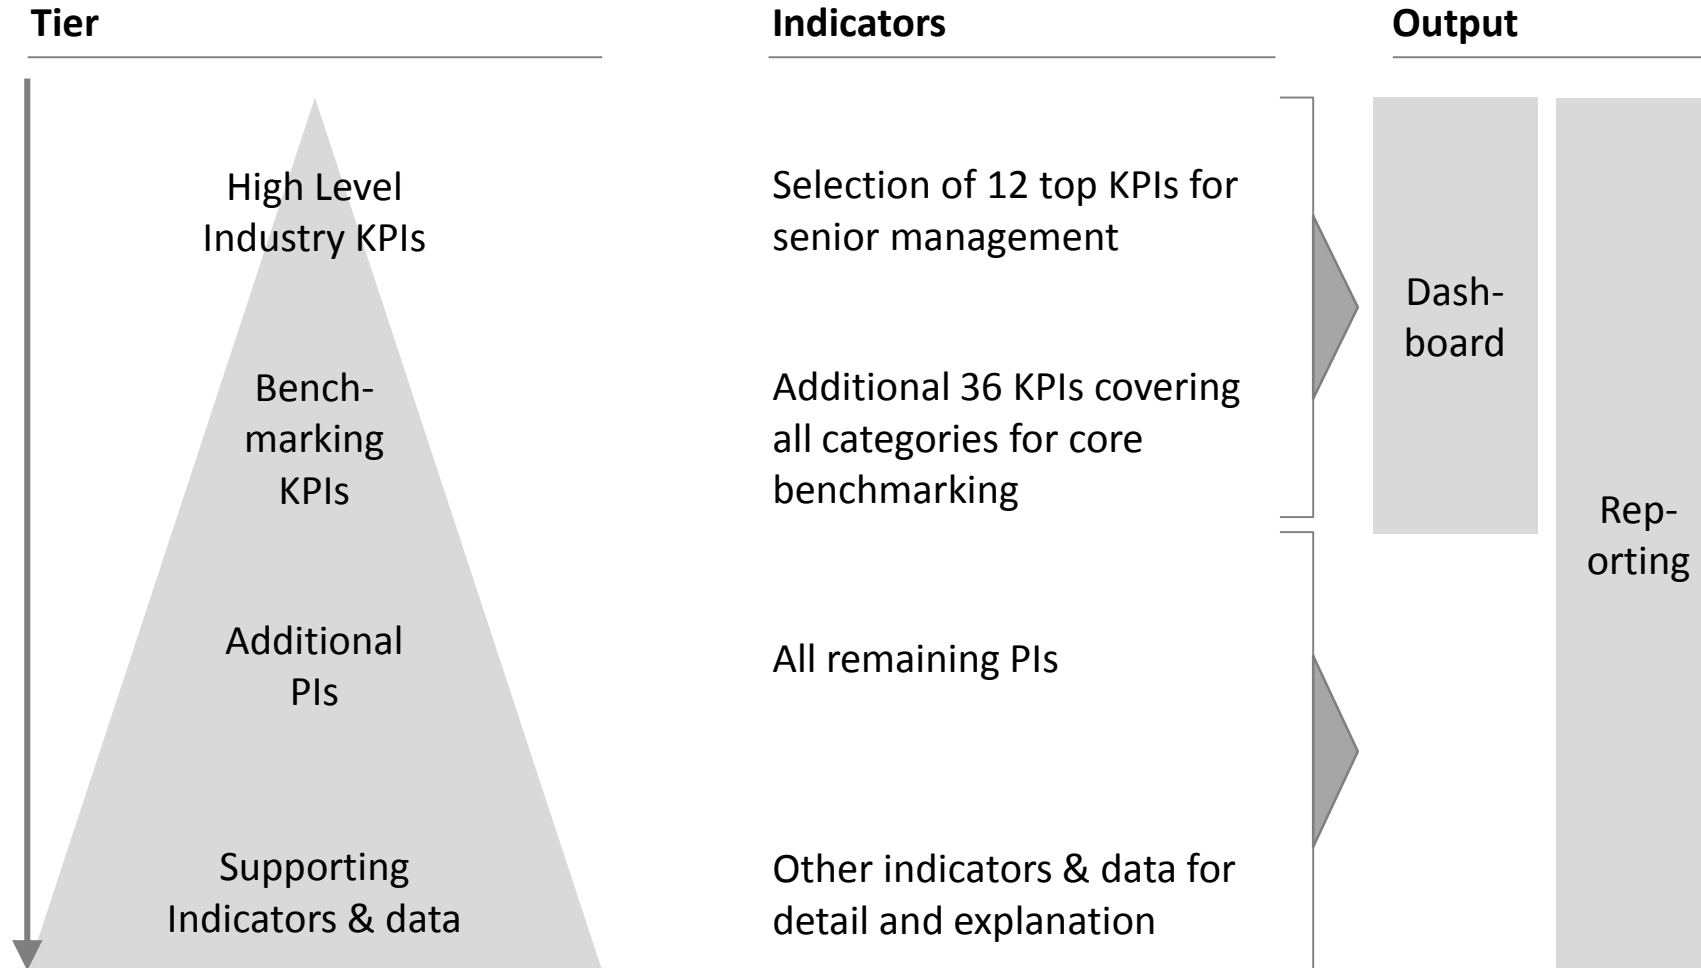 Tier
Indicators
Output
High Level
Industry KPIs
Selection of 12 top KPIs for
senior management
Dash-
board
Bench-
marking
KPIs
Additional 36 KPIs covering
all categories for core
benchmarking
Rep-
orting
Additional
PIs
All remaining PIs
Supporting
Indicators & data
Other indicators & data for
detail and explanation